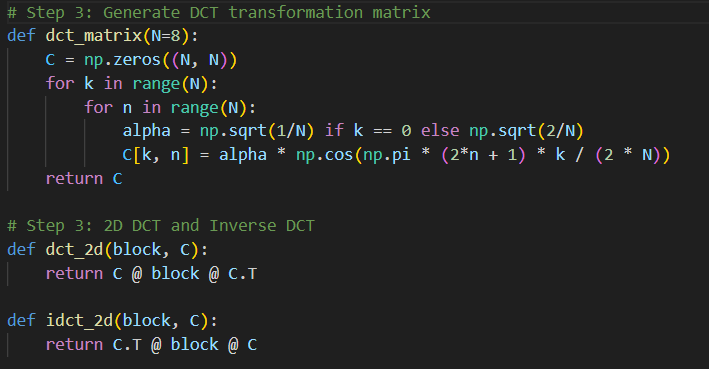 # Step 3: Generate DCT transformation matrix
def dct_matrix(N=8):
    C = np.zeros((N, N))
    for k in range(N):
        for n in range(N):
            alpha = np.sqrt(1/N) if k == 0 else np.sqrt(2/N)
            C[k, n] = alpha * np.cos(np.pi * (2*n + 1) * k / (2 * N))
    return C
# Step 3: 2D DCT and Inverse DCT
def dct_2d(block, C):
    return C @ block @ C.T
def idct_2d(block, C):
    return C.T @ block @ C